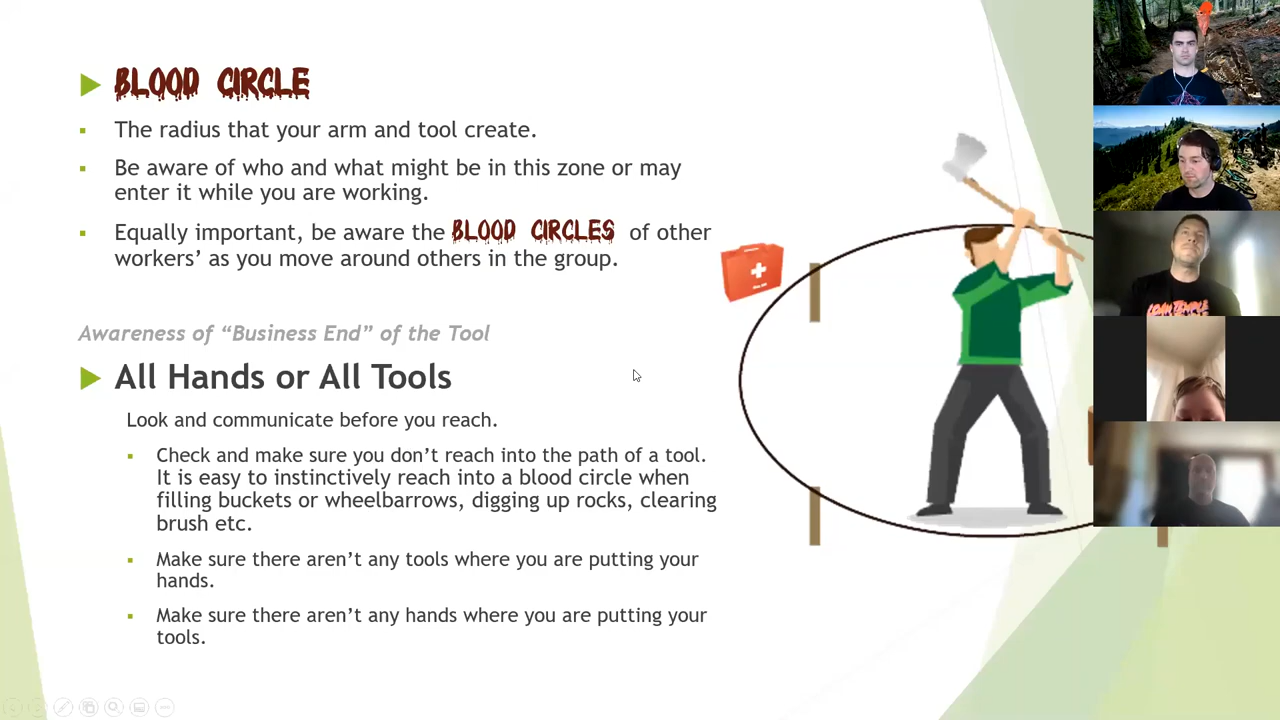 BLOOD CIRCLE
The radius that your arm and tool create.
Be aware of who and what might be in this zone or may
enter it while you are working.
Equally important, be aware the BLOOD CIRCLES of other
workers’ as you move around others in the group.
Awareness of “Business End” of the Tool
All Hands or All Tools
Look and communicate before you reach.
Check and make sure you don’t reach into the path of a tool.
It is easy to instinctively reach into a blood circle when
filling buckets or wheelbarrows, digging up rocks, clearing
brush etc.
Make sure there aren’t any tools where you are putting your
hands.
Make sure there aren’t any hands where you are putting your
tools.